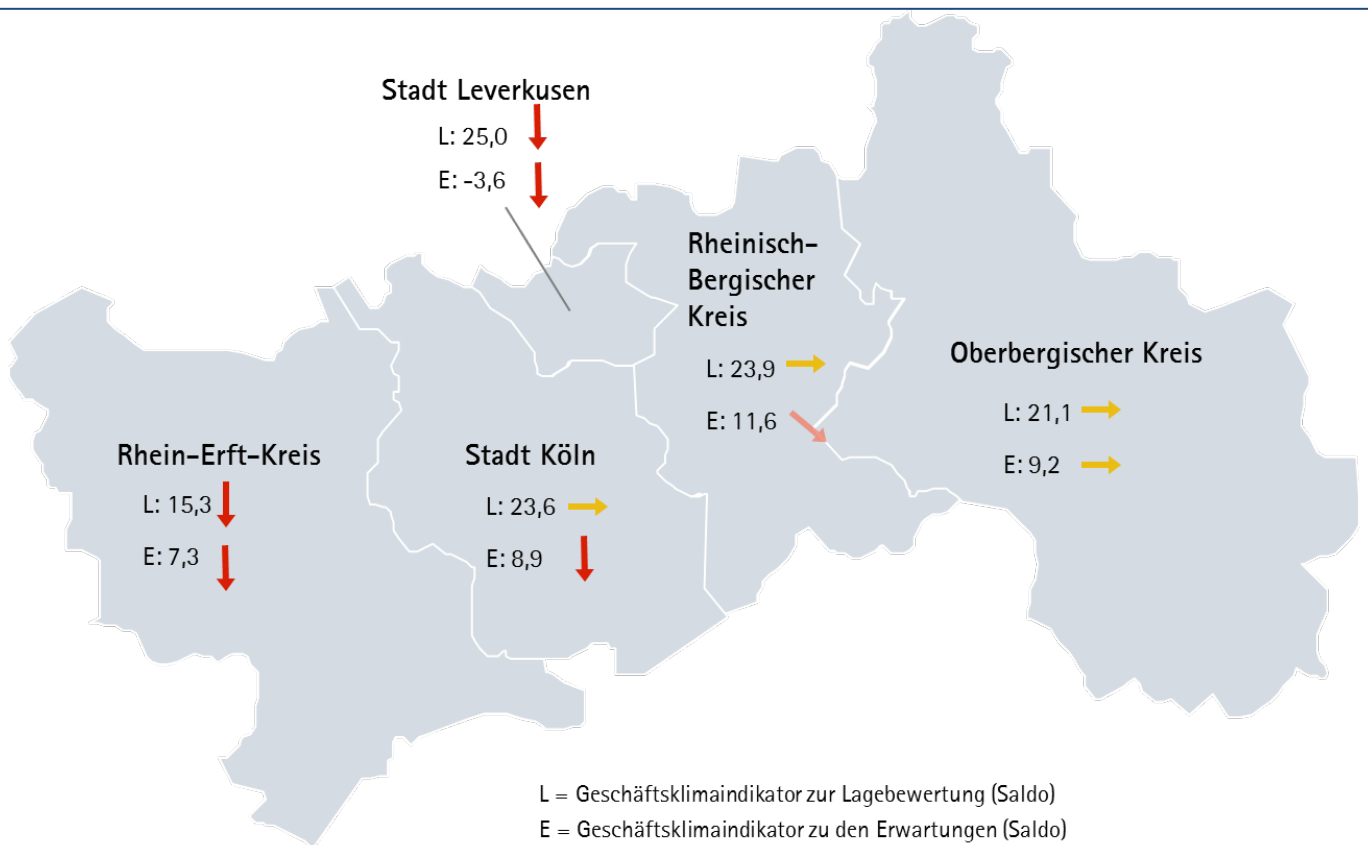 Stadt Leverkusen
L: 25,0
E: -3,6
Rheinisch-
Bergischer
Kreis
L: 23,9
E: 11,6
Oberbergischer Kreis
L: 21,1
E: 9,2
Rhein-Erft-Kreis
L: 15,3
E: 7,3
Stadt Köln
L: 23,6
E: 8,9
L = Geschäftsklimaindikator zur Lagebewertung (Saldo)
E = Geschäftsklimaindikator zu den Erwartungen (Saldo)